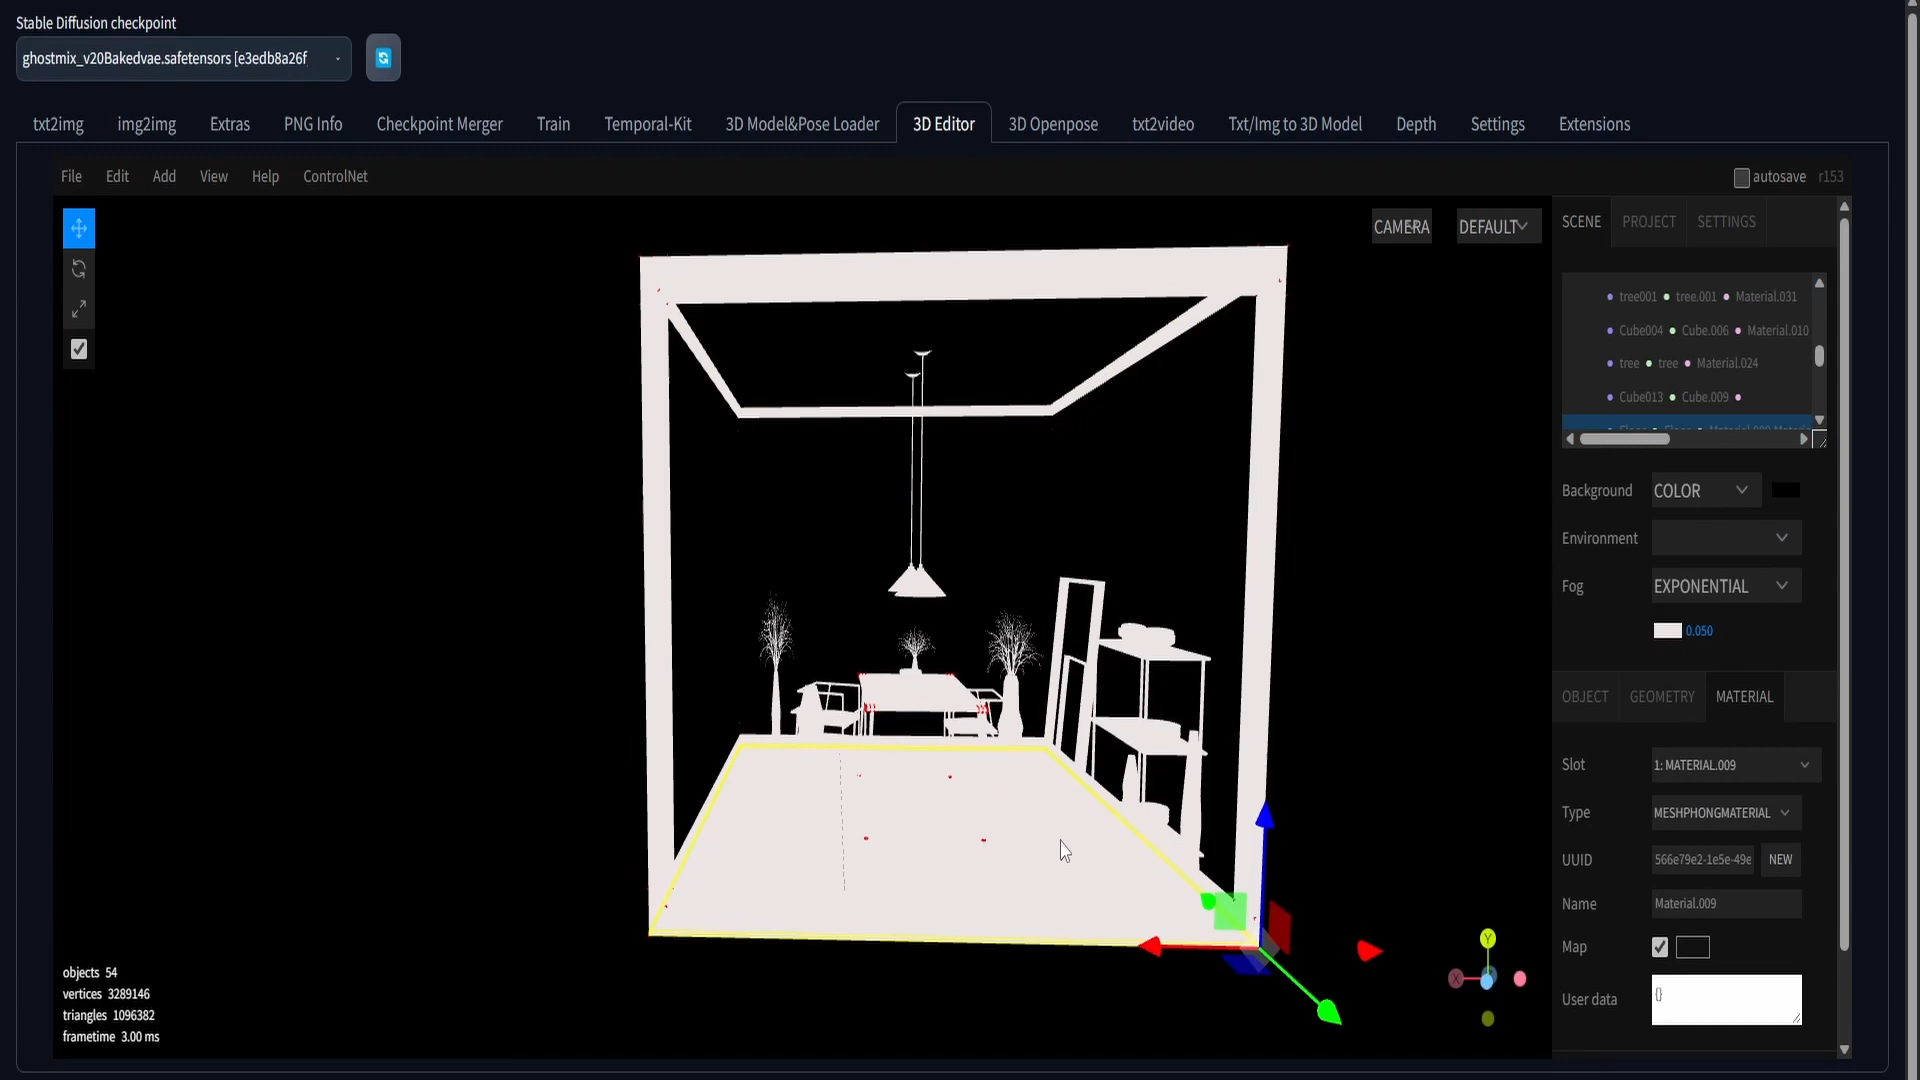 Stable Diffusion checkpoint
ghostmix_v20Bakedvae.safetensors [e3edb8a26f
txt2img img2img Extras PNG Info Checkpoint Merger Train Temporal-Kit 3D Model&Pose Loader 3D Editor 3D Openpose txt2video Txt/Img to 3D Model Depth Settings Extensions
File Edit Add View Help ControlNet autosave r153
CAMERA DEFAULT
SCENE PROJECT SETTINGS
tree001 tree.001 Material.031
Cube004 Cube.006 Material.010
tree tree Material.024
Cube013 Cube.009
Background COLOR
Environment
Fog EXPONENTIAL
0.050
OBJECT GEOMETRY MATERIAL
Slot 1: MATERIAL.009
Type MESHPHONGMATERIAL
UUID 566e79e2-1e5e-49e NEW
Name Material.009
Map
User data {}
Y
X
objects 54
vertices 3289146
triangles 1096382
frametime 3.00 ms